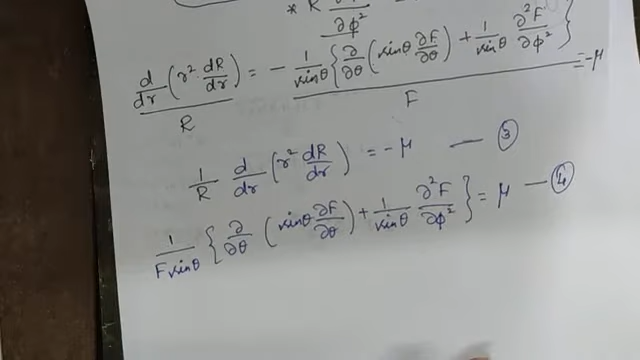 * R ∂ / ∂φ²
d/dr (r² dR/dr) / R = - 1/sinθ {∂/∂θ (sinθ ∂F/∂θ) + 1/sinθ ∂²F/∂φ²} / F = -μ
1/R d/dr (r² dR/dr) = -μ — ③
1/F sinθ {∂/∂θ (sinθ ∂F/∂θ) + 1/sinθ ∂²F/∂φ²} = μ — ④